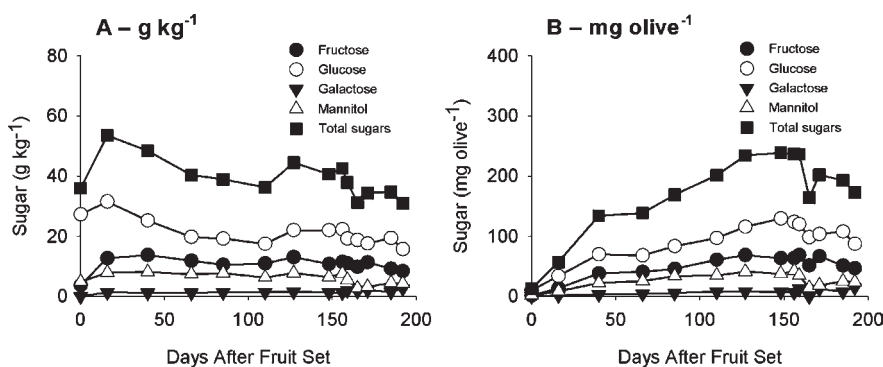 A – g kg-1
80
60
40
20
0
Sugar (g kg-1)
Fructose
Glucose
Galactose
Mannitol
Total sugars
0 50 100 150 200
Days After Fruit Set
B – mg olive-1
400
300
200
100
0
Sugar (mg olive-1)
Fructose
Glucose
Galactose
Mannitol
Total sugars
0 50 100 150 200
Days After Fruit Set